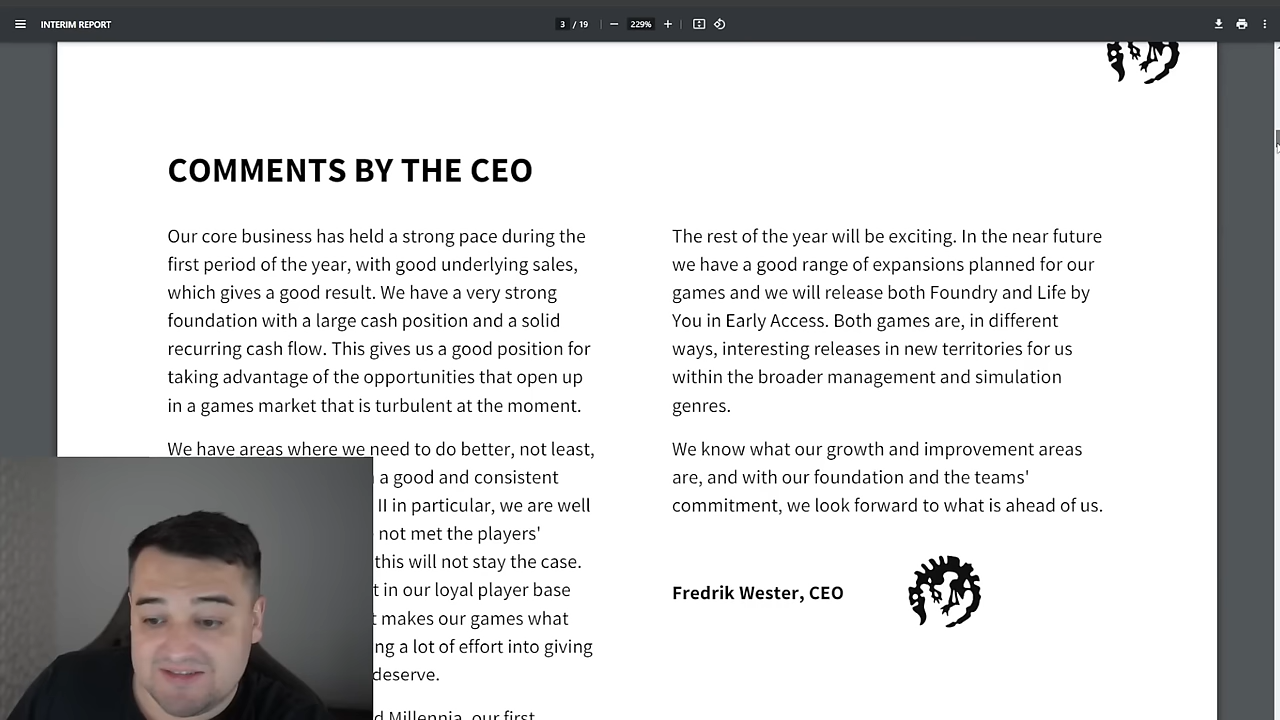 INTERIM REPORT
3 / 19
229%
COMMENTS BY THE CEO
Our core business has held a strong pace during the
first period of the year, with good underlying sales,
which gives a good result. We have a very strong
foundation with a large cash position and a solid
recurring cash flow. This gives us a good position for
taking advantage of the opportunities that open up
in a games market that is turbulent at the moment.
We have areas where we need to do better, not least,
a good and consistent
II in particular, we are well
not met the players'
this will not stay the case.
t in our loyal player base
t makes our games what
ng a lot of effort into giving
deserve.
d Millennia, our first
The rest of the year will be exciting. In the near future
we have a good range of expansions planned for our
games and we will release both Foundry and Life by
You in Early Access. Both games are, in different
ways, interesting releases in new territories for us
within the broader management and simulation
genres.
We know what our growth and improvement areas
are, and with our foundation and the teams'
commitment, we look forward to what is ahead of us.
Fredrik Wester, CEO